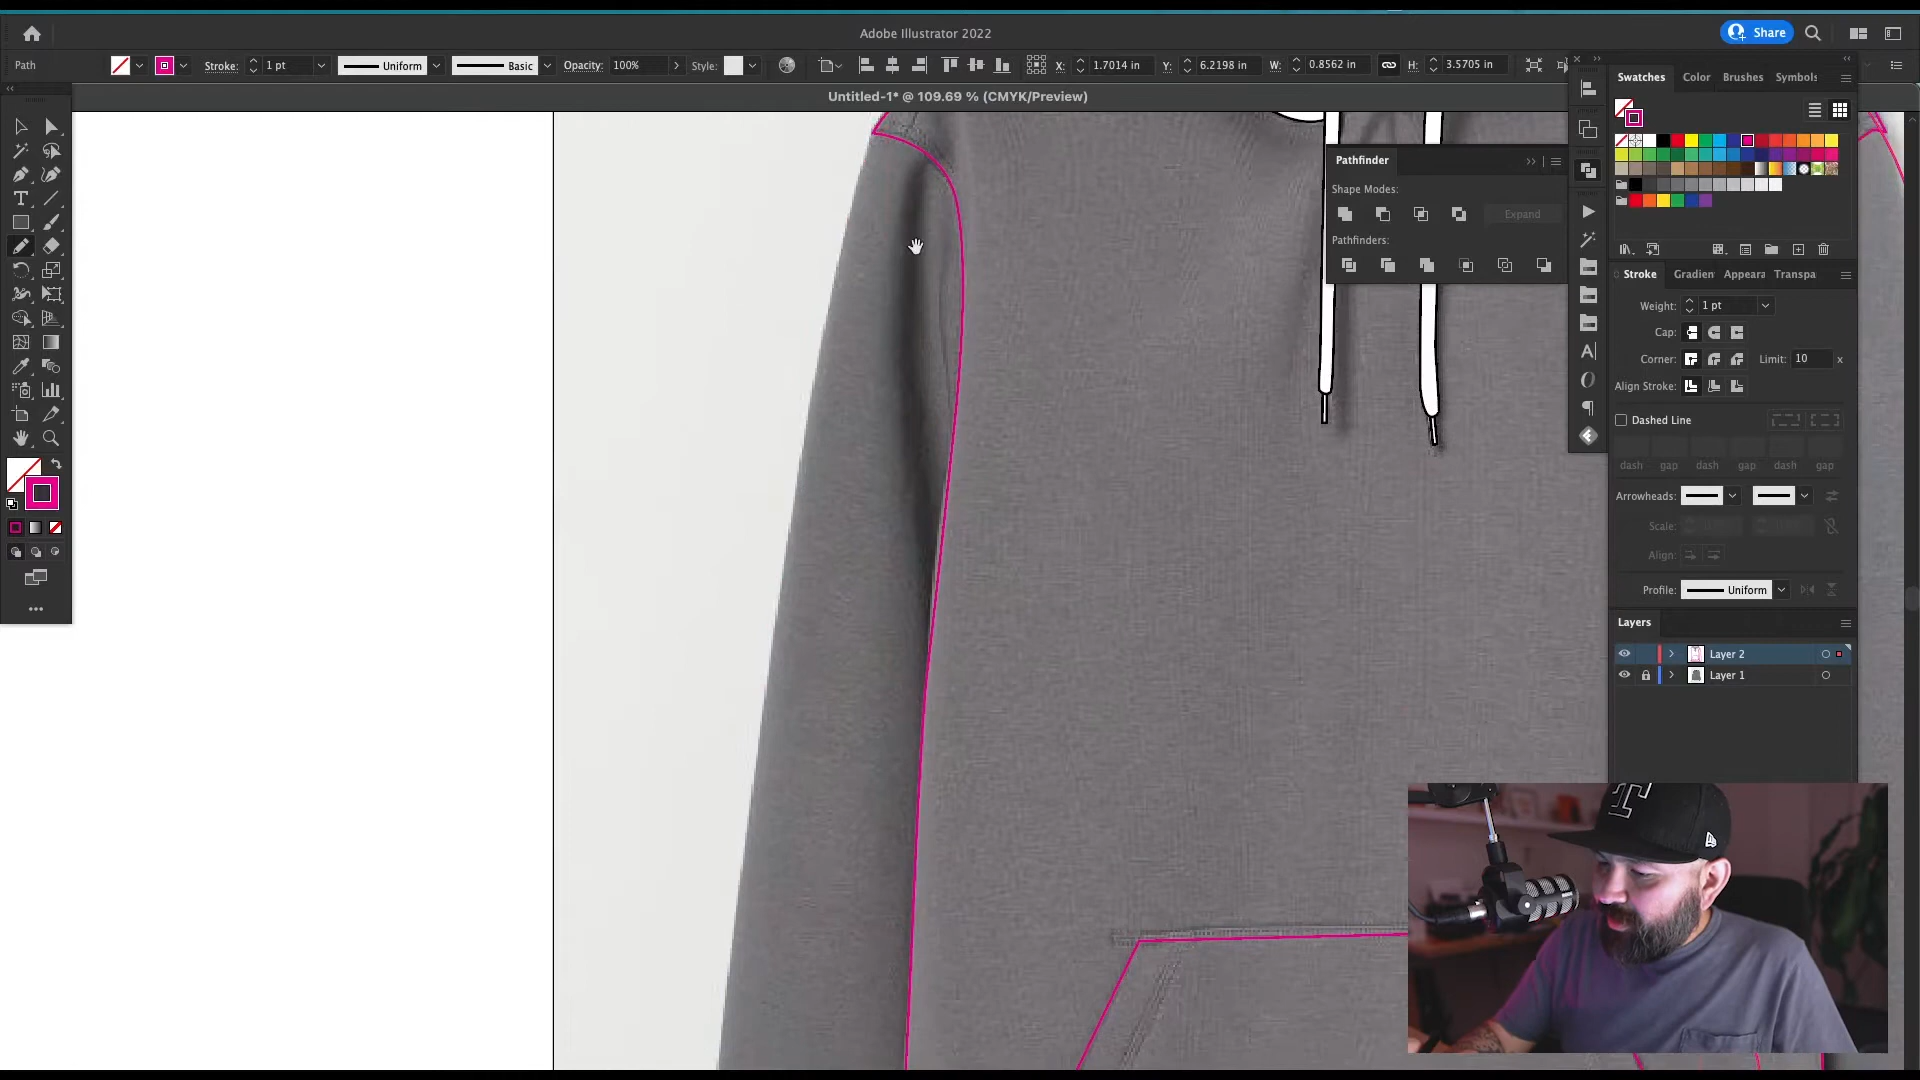 Adobe Illustrator 2022
Share
Path
Stroke:
1 pt
Uniform
Basic
Opacity:
100%
Style:
X:
1.7014 in
Y:
6.2198 in
W:
0.8562 in
H:
3.5705 in
Untitled-1* @ 109.69 % (CMYK/Preview)
Swatches
Color
Brushes
Symbols
Pathfinder
Shape Modes:
Expand
Pathfinders:
Stroke
Gradien
Appeara
Transpa
Weight:
1 pt
Cap:
Corner:
Limit:
10
x
Align Stroke:
Dashed Line
dash
gap
dash
gap
dash
gap
Arrowheads:
Scale:
Align:
Profile:
Uniform
Layers
Layer 2
Layer 1